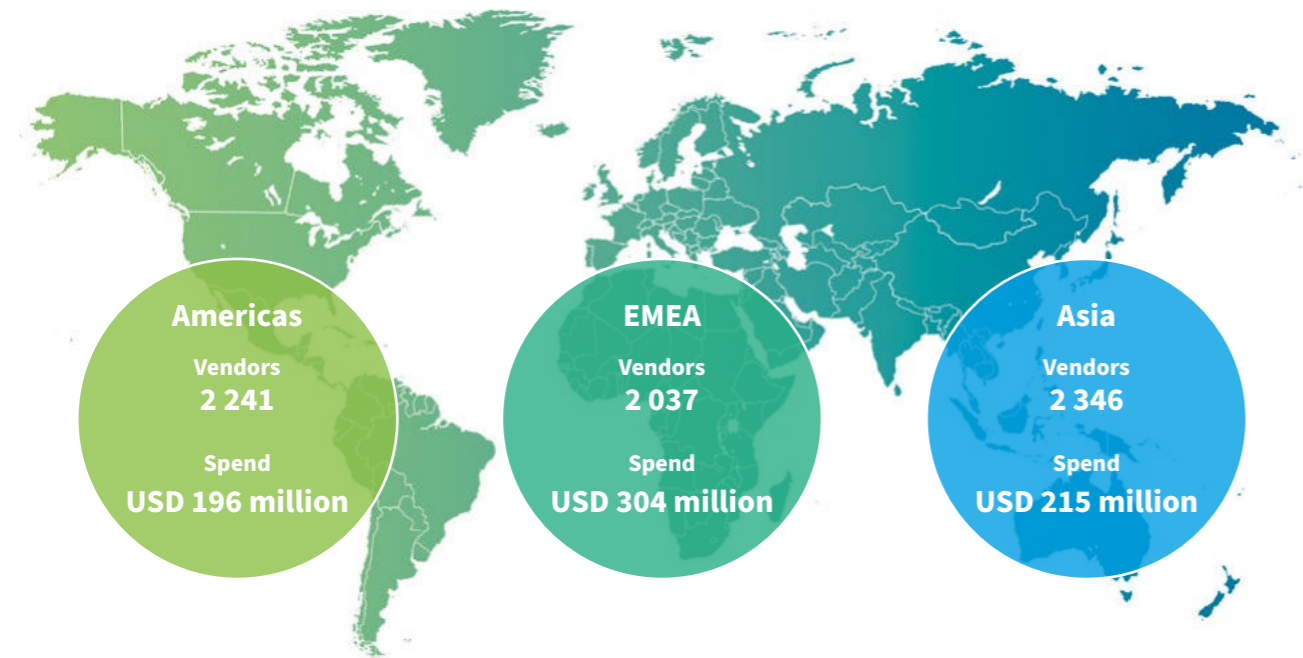 Americas
Vendors
2 241
Spend
USD 196 million
EMEA
Vendors
2 037
Spend
USD 304 million
Asia
Vendors
2 346
Spend
USD 215 million